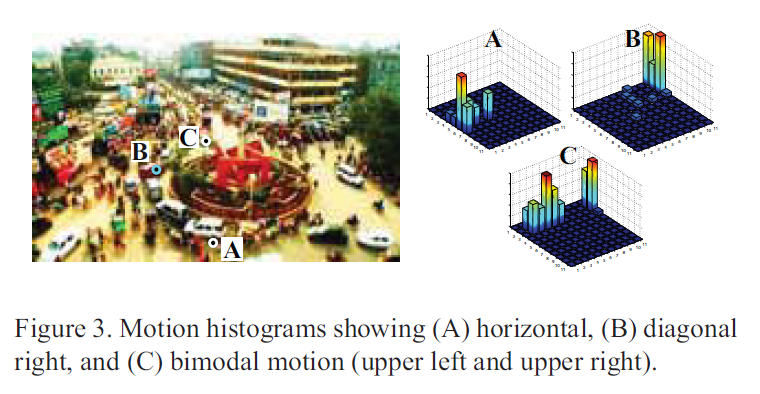 A
B
C
B
A
C
Figure 3. Motion histograms showing (A) horizontal, (B) diagonal
right, and (C) bimodal motion (upper left and upper right).